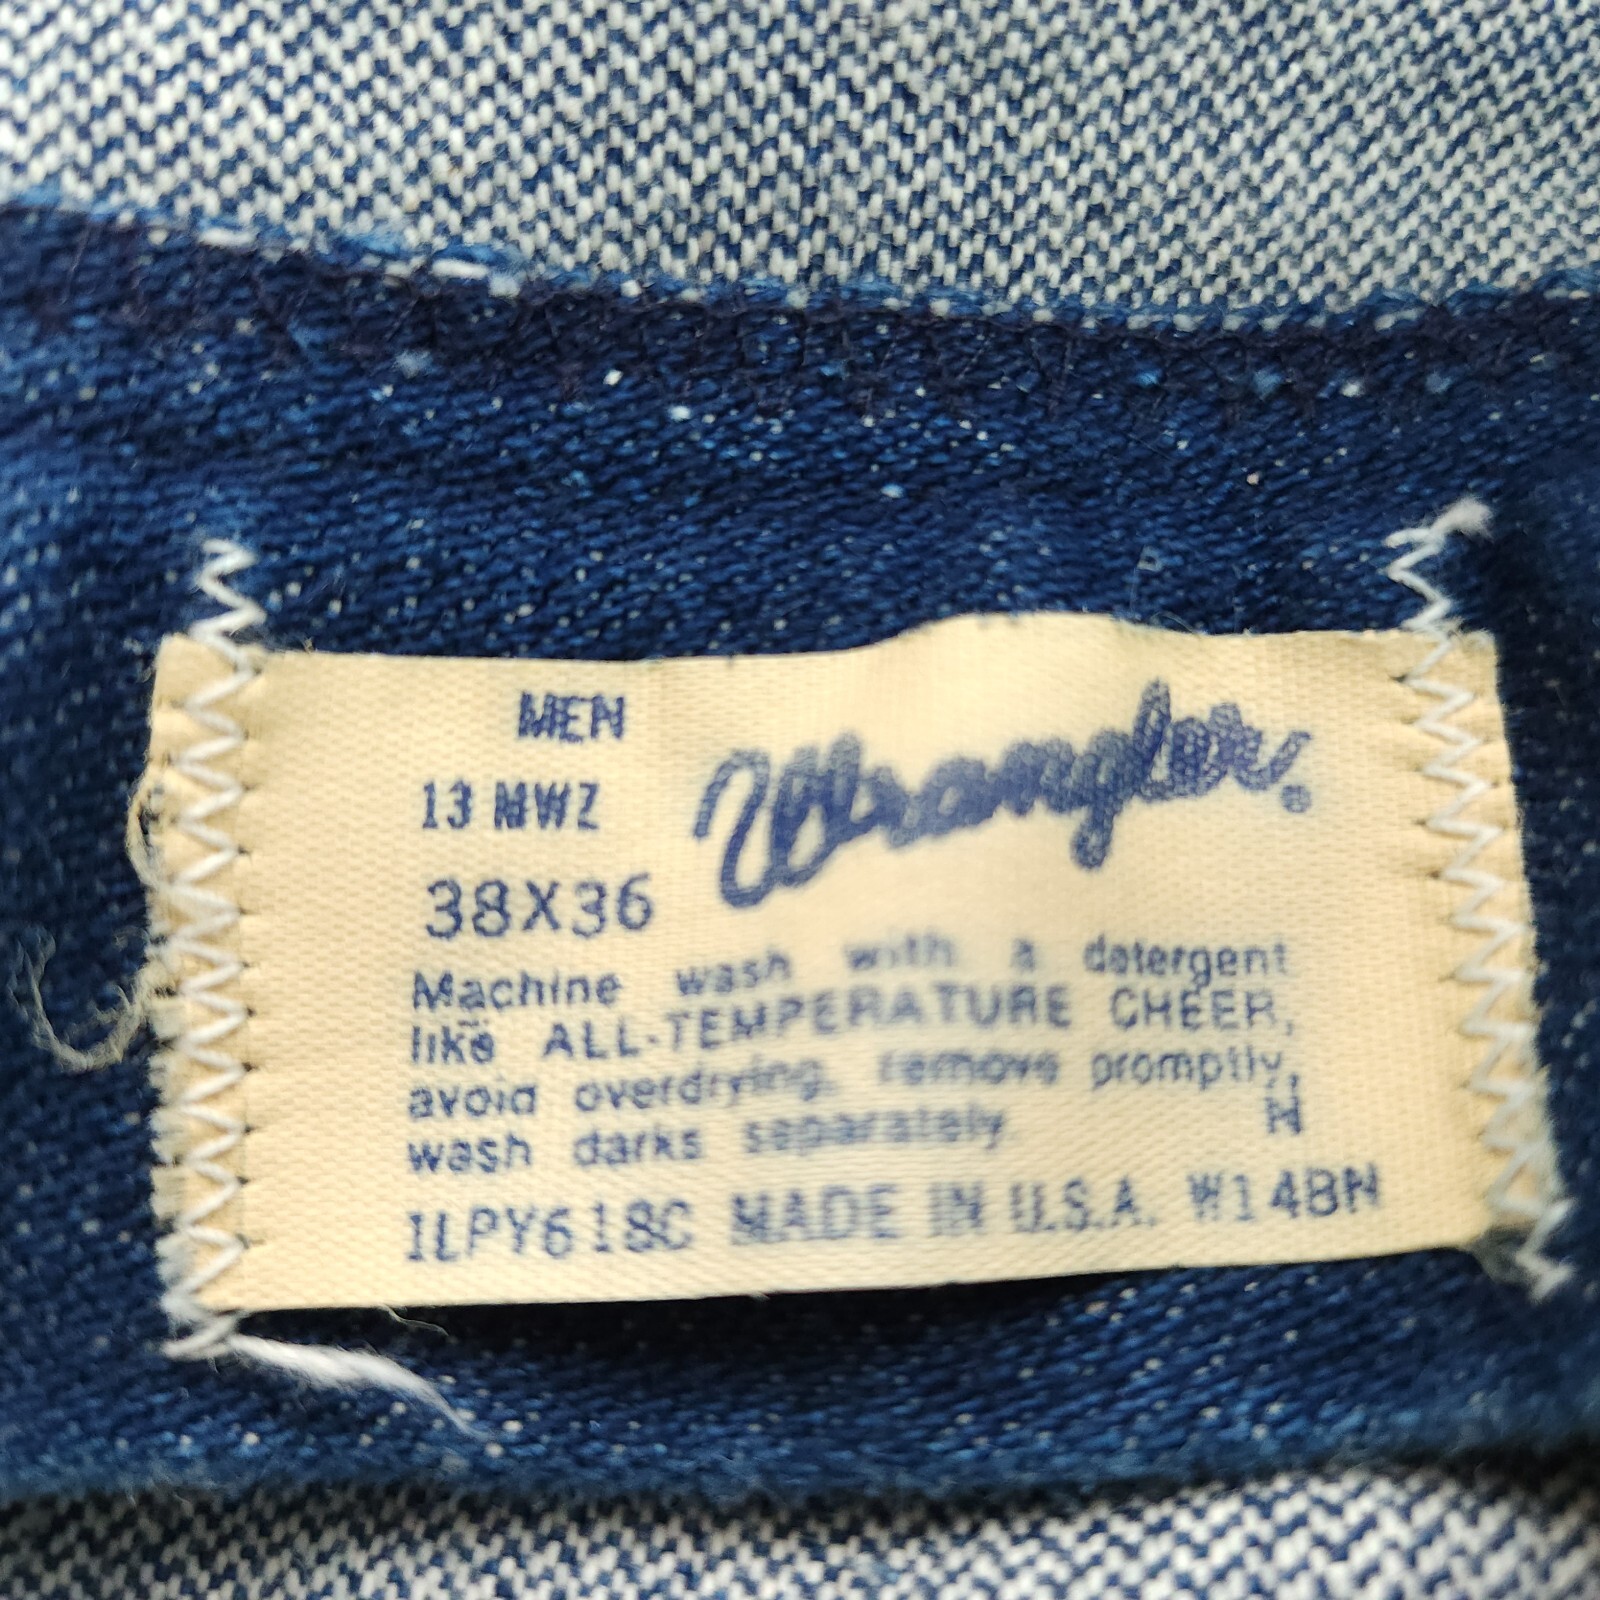 MEN
13 MWZ
Wrangler®
38X36
Machine wash with a detergent
like ALL-TEMPERATURE CHEER,
avoid overdrying, remove promptly,
wash darks separately N
1LPY618C MADE IN U.S.A. W14BN